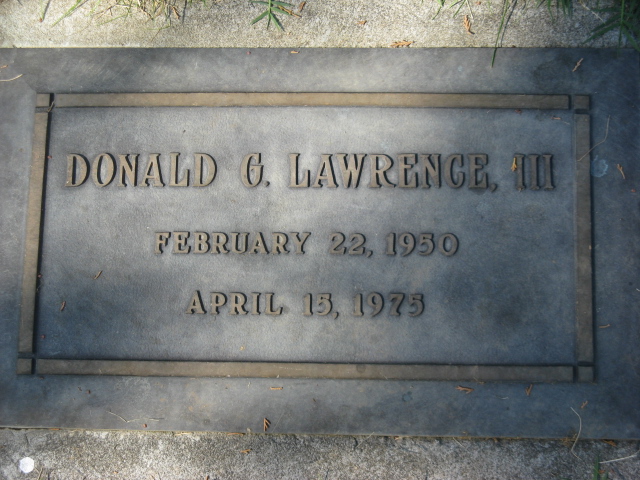 DONALD G. LAWRENCE, III
FEBRUARY 22, 1950
APRIL 15, 1975